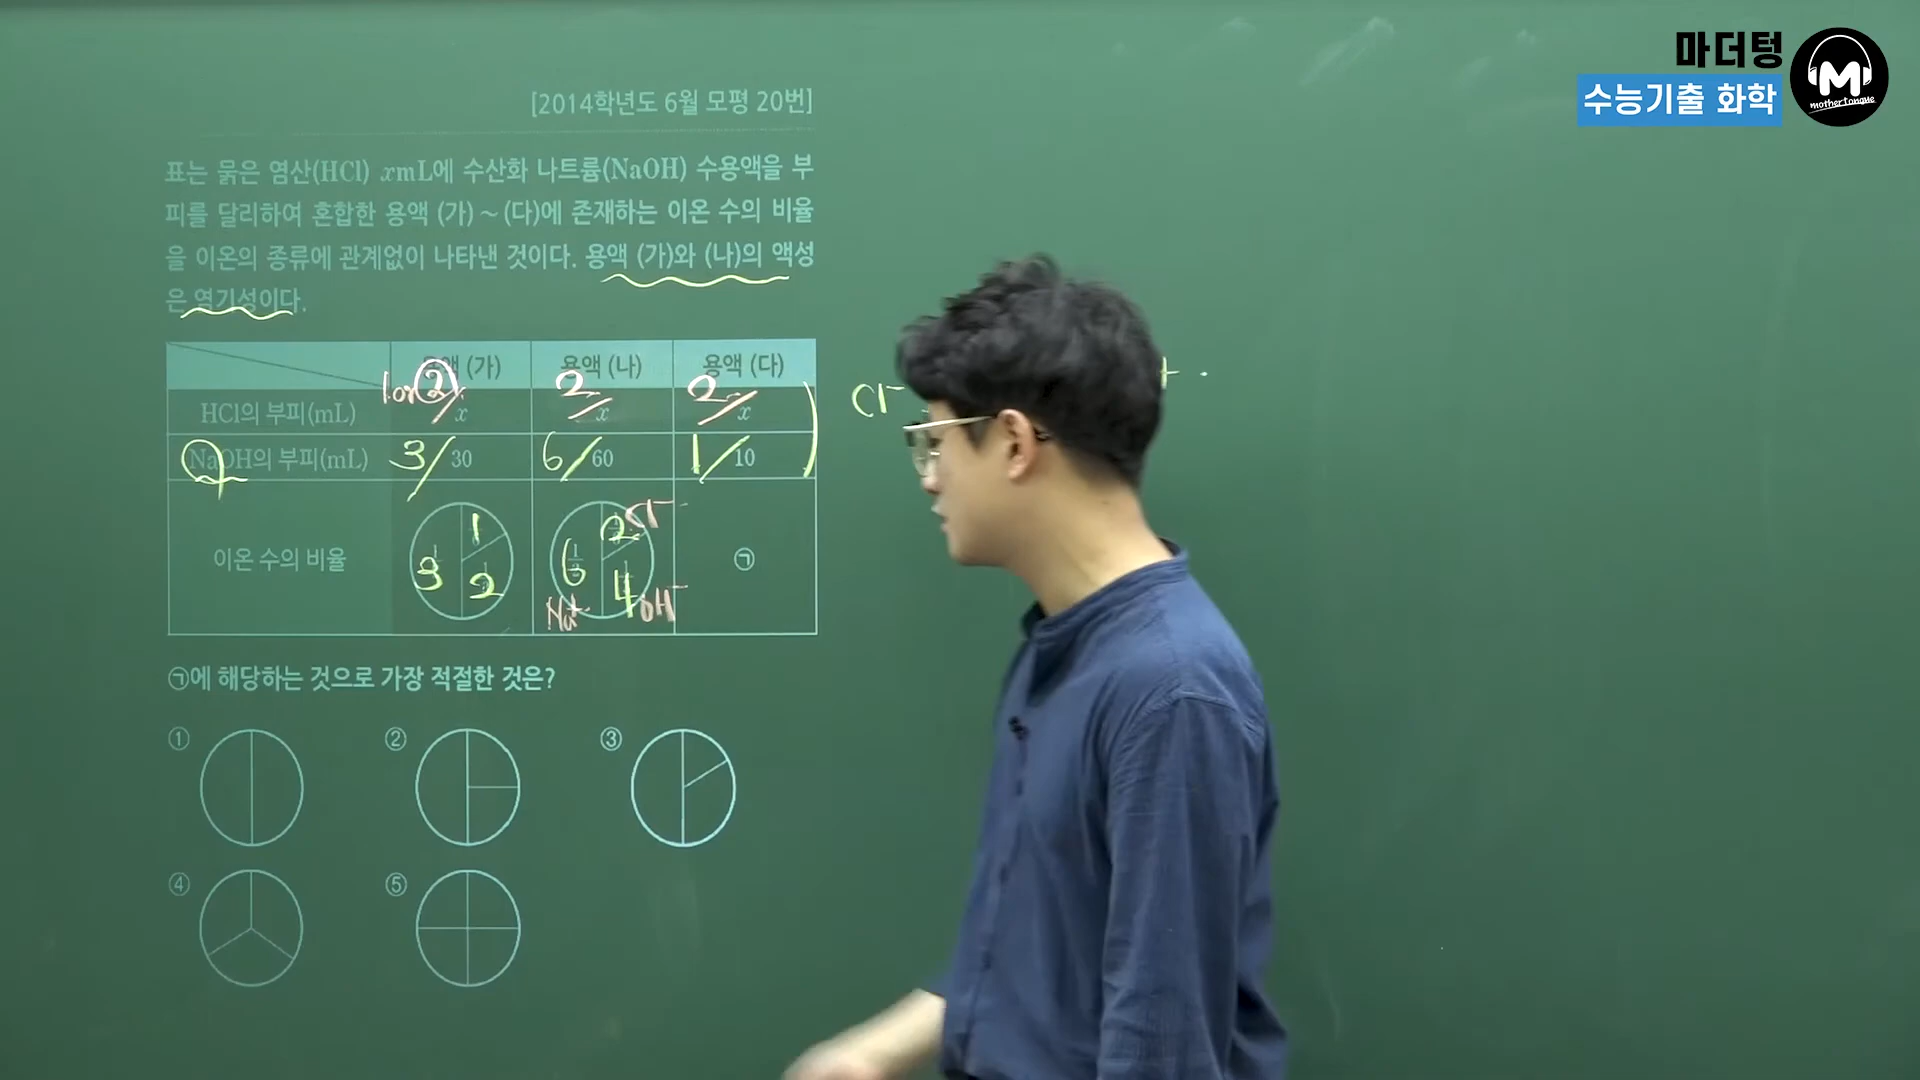 마더텅
수능기출 화학
M
mothertongue
[2014학년도 6월 모평 20번]
표는 묽은 염산(HCl) xmL에 수산화 나트륨(NaOH) 수용액을 부
피를 달리하여 혼합한 용액 (가) ~ (다)에 존재하는 이온 수의 비율
을 이온의 종류에 관계없이 나타낸 것이다. 용액 (가)와 (나)의 액성
은 염기성이다.
용액 (가) 용액 (나) 용액 (다)
1or2 2 2
HCl의 부피(mL) x x x
NaOH의 부피(mL) 3 30 6 60 1 10
이온 수의 비율 3 1 2 6 2 Cl⁻ 4 Na⁺ OH⁻ ㉠
Cl⁻
+
㉠에 해당하는 것으로 가장 적절한 것은?
① ② ③
④ ⑤